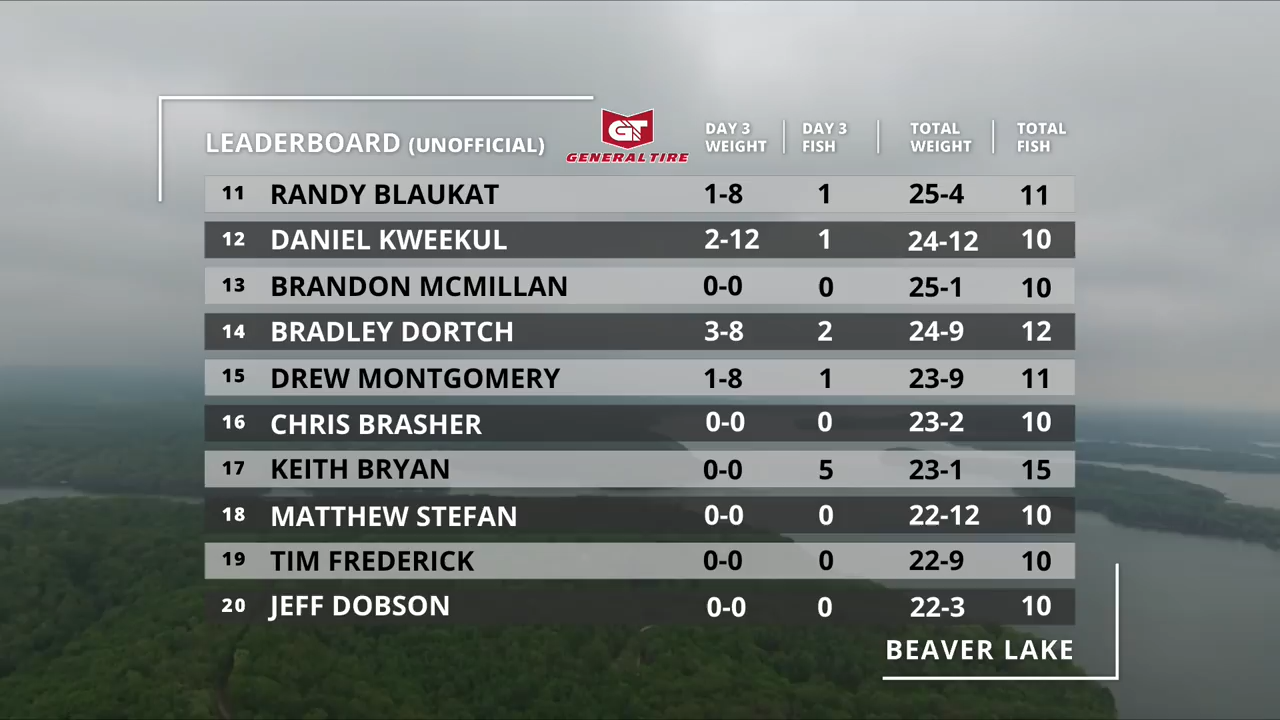 LEADERBOARD (UNOFFICIAL) GT GENERAL TIRE DAY 3 WEIGHT DAY 3 FISH TOTAL WEIGHT TOTAL FISH
11 RANDY BLAUKAT 1-8 1 25-4 11
12 DANIEL KWEEKUL 2-12 1 24-12 10
13 BRANDON MCMILLAN 0-0 0 25-1 10
14 BRADLEY DORTCH 3-8 2 24-9 12
15 DREW MONTGOMERY 1-8 1 23-9 11
16 CHRIS BRASHER 0-0 0 23-2 10
17 KEITH BRYAN 0-0 5 23-1 15
18 MATTHEW STEFAN 0-0 0 22-12 10
19 TIM FREDERICK 0-0 0 22-9 10
20 JEFF DOBSON 0-0 0 22-3 10
BEAVER LAKE